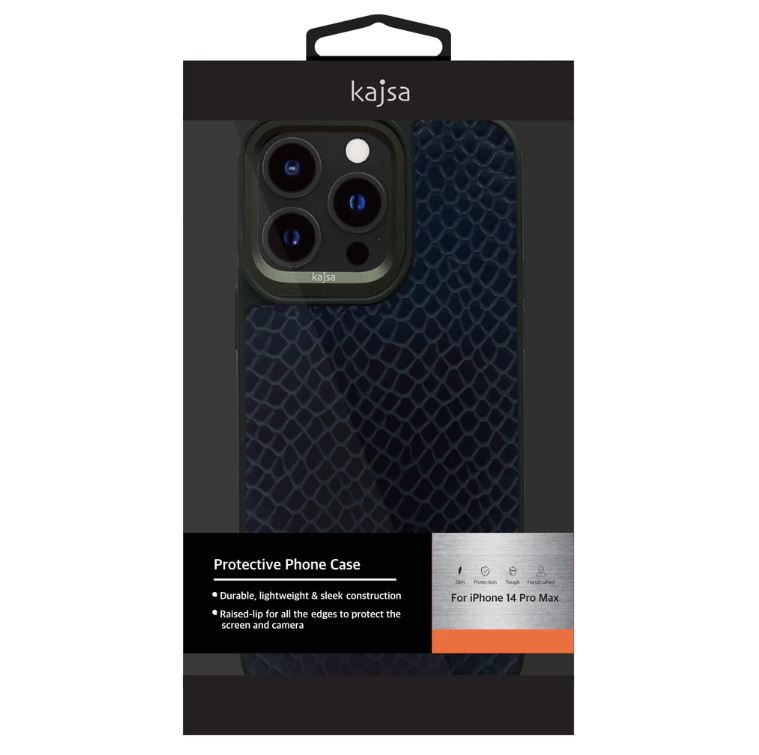 kajsa
kajsa
Protective Phone Case
• Durable, lightweight & sleek construction
• Raised-lip for all the edges to protect the
screen and camera
Slim Protection Tough Handcrafted
For iPhone 14 Pro Max